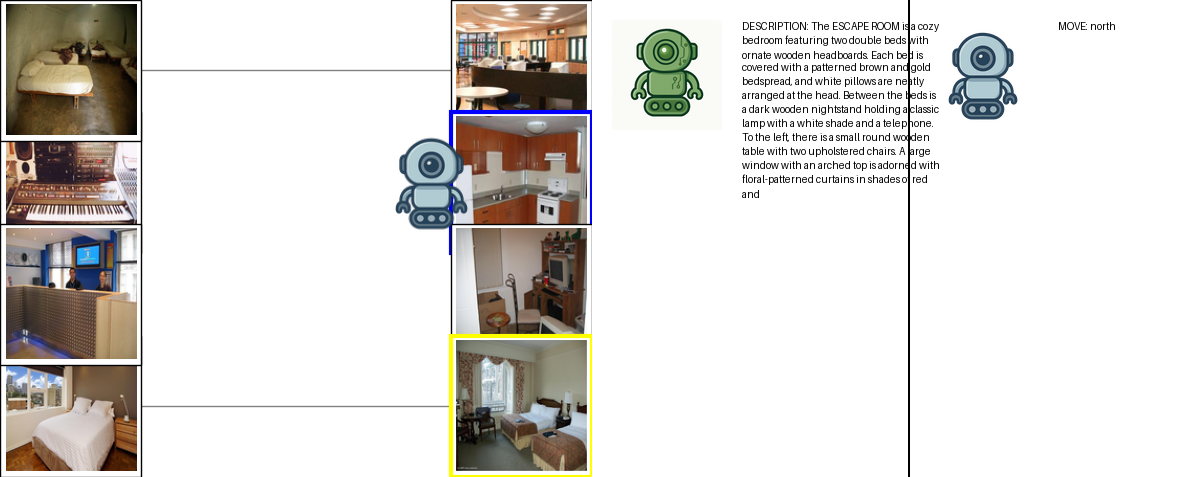 DESCRIPTION: The ESCAPE ROOM is a cozy
bedroom featuring two double beds with
ornate wooden headboards. Each bed is
covered with a patterned brown and gold
bedspread, and white pillows are neatly
arranged at the head. Between the beds is
a dark wooden nightstand holding a classic
lamp with a white shade and a telephone.
To the left, there is a small round wooden
table with two upholstered chairs. A large
window with an arched top is adorned with
floral-patterned curtains in shades of red
and
MOVE: north